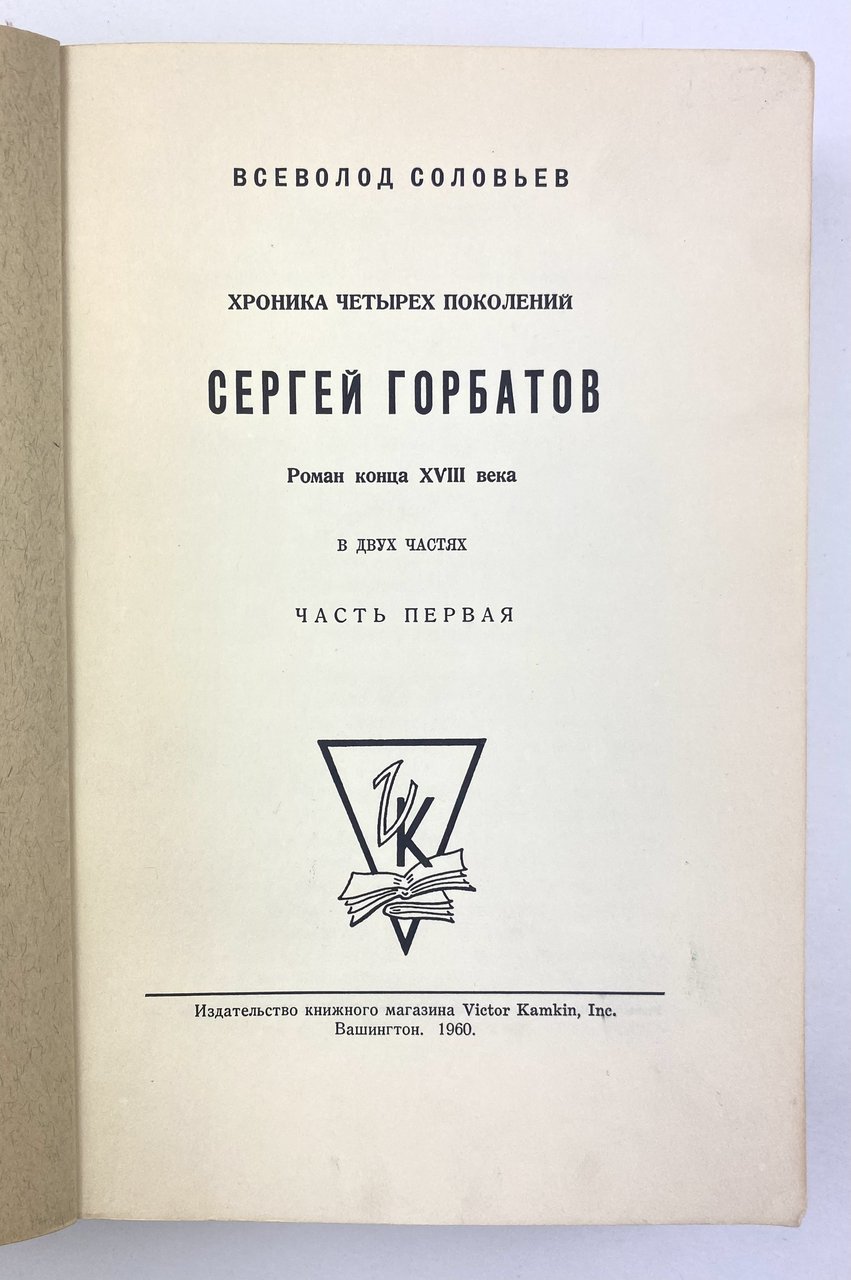 ВСЕВОЛОД СОЛОВЬЕВ
ХРОНИКА ЧЕТЫРЕХ ПОКОЛЕНИЙ
СЕРГЕЙ ГОРБАТОВ
Роман конца XVIII века
В ДВУХ ЧАСТЯХ
ЧАСТЬ ПЕРВАЯ
VK
Издательство книжного магазина Victor Kamkin, Inc.
Вашингтон. 1960.